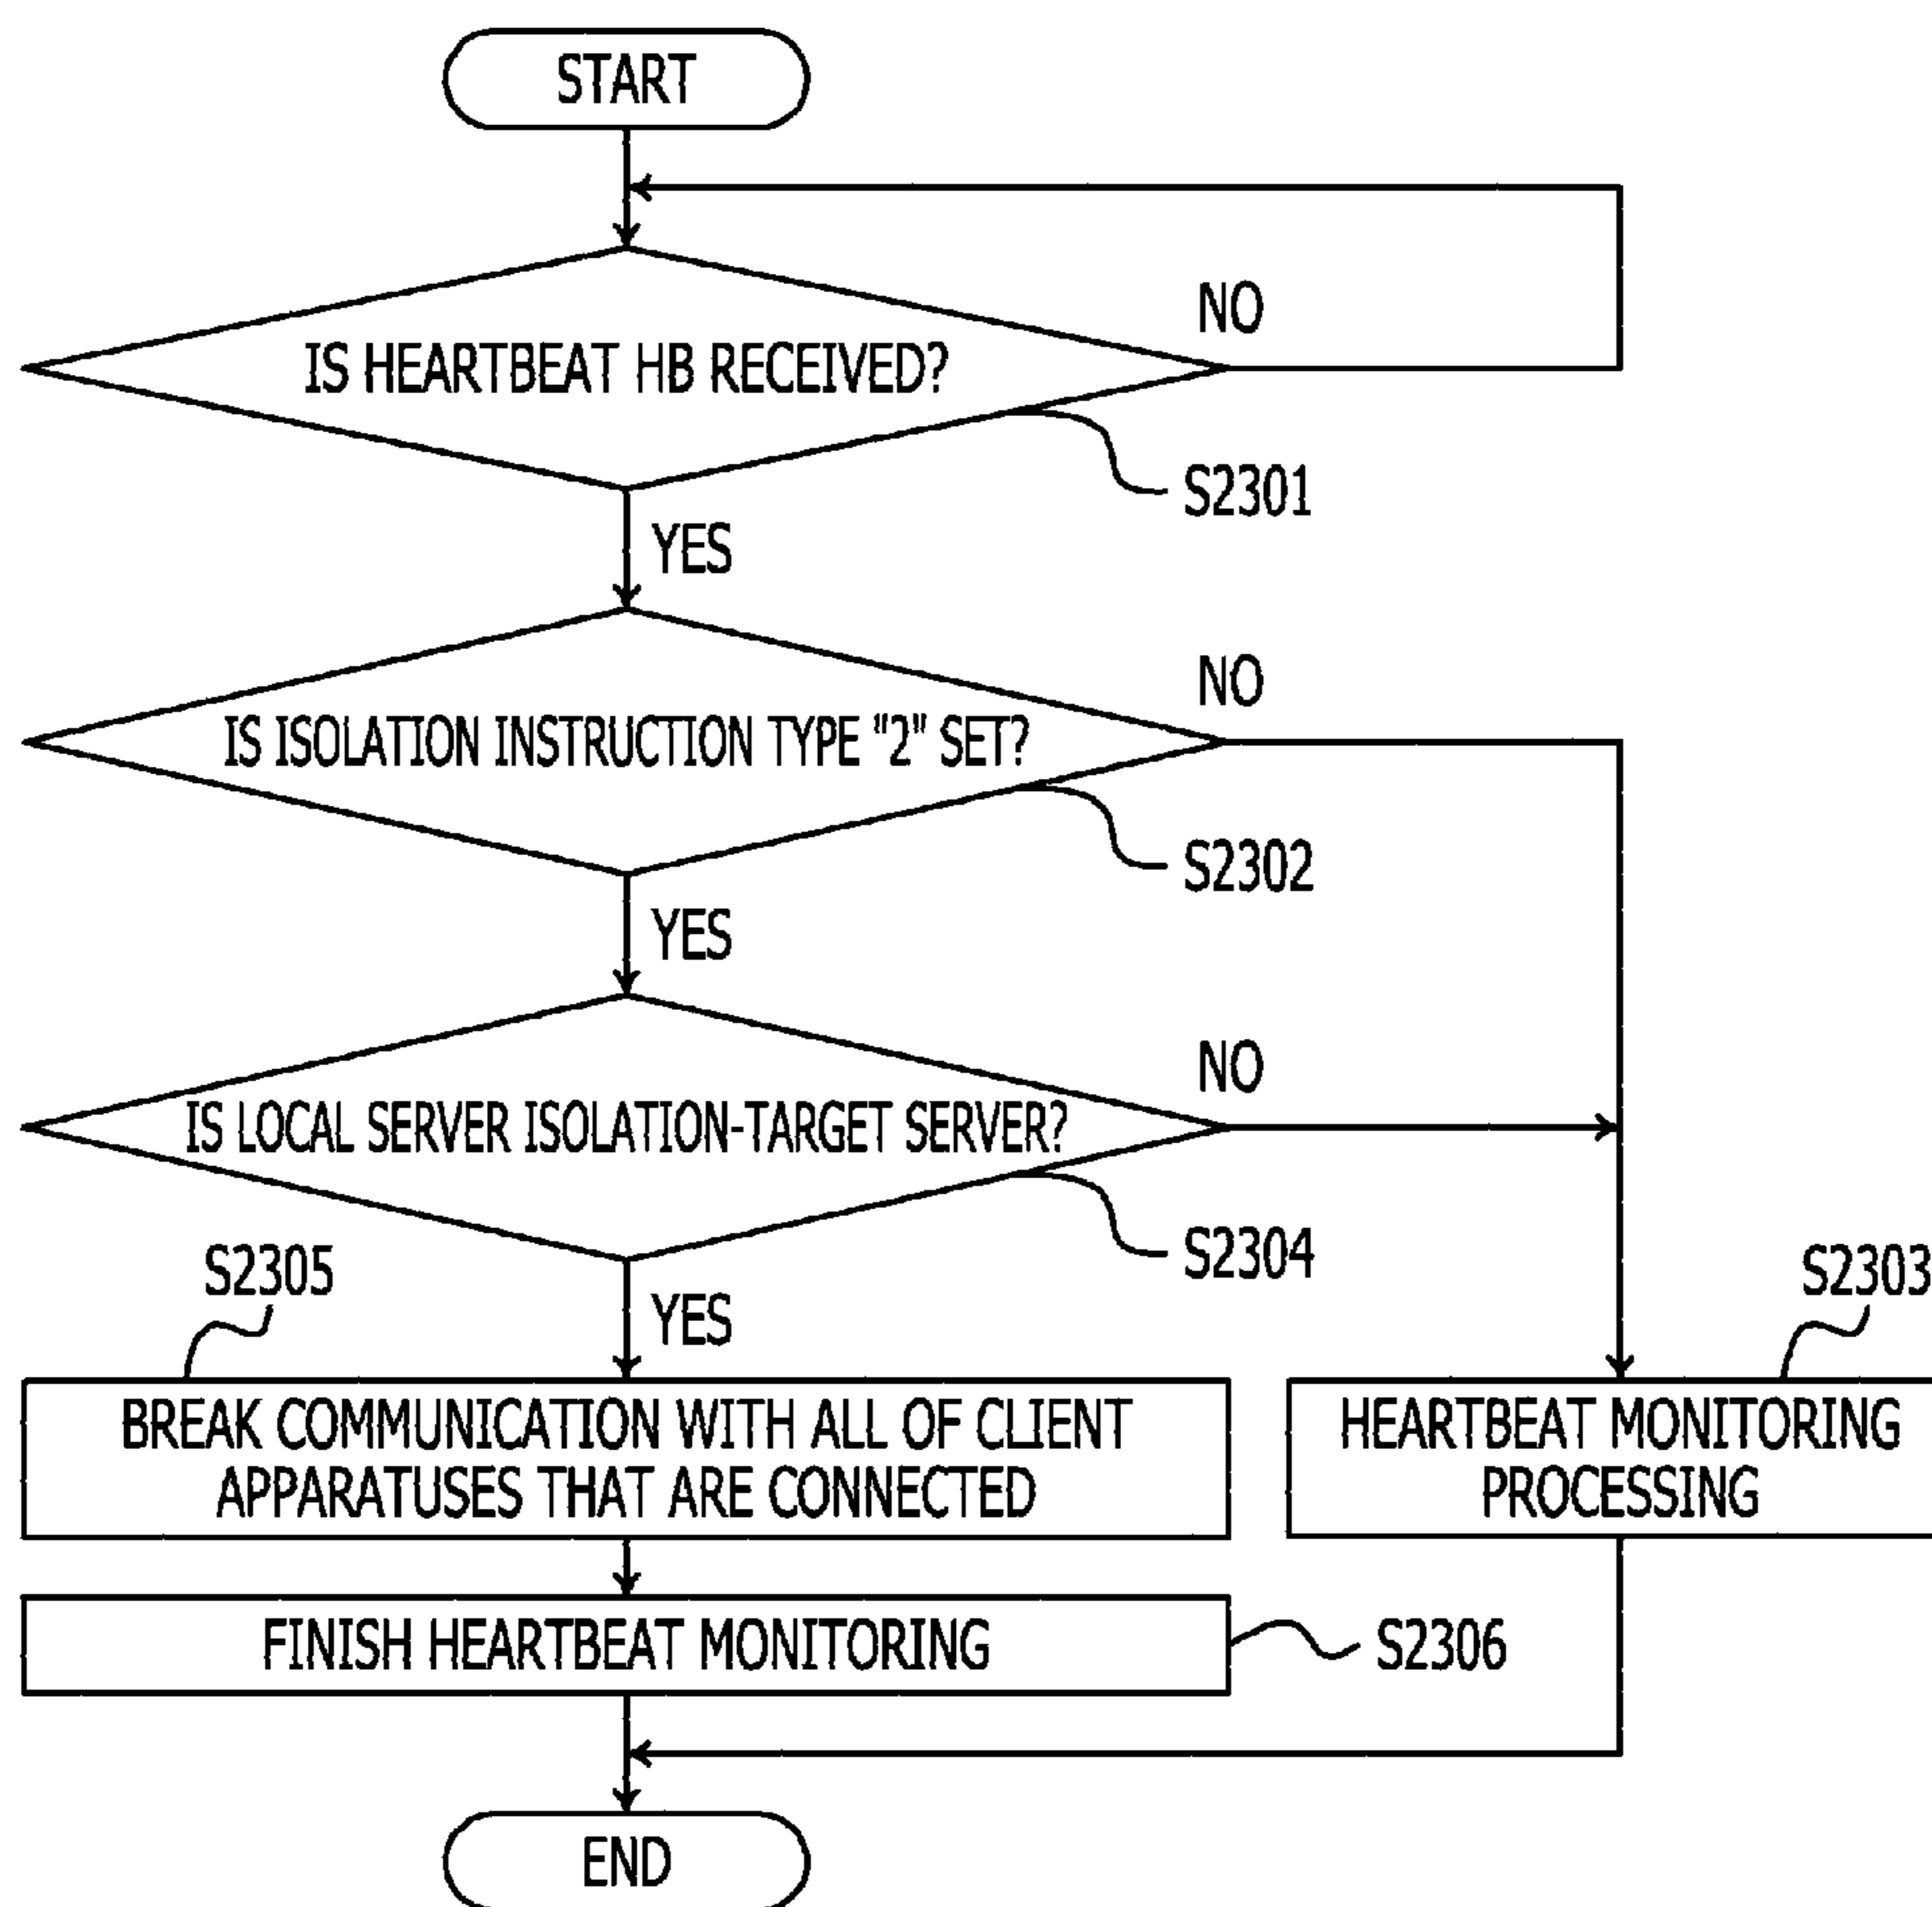 START
NO
IS HEARTBEAT HB RECEIVED?
S2301
YES
NO
IS ISOLATION INSTRUCTION TYPE "2" SET?
S2302
YES
NO
IS LOCAL SERVER ISOLATION-TARGET SERVER?
S2304
S2305
S2303
YES
BREAK COMMUNICATION WITH ALL OF CLIENT
APPARATUSES THAT ARE CONNECTED
HEARTBEAT MONITORING
PROCESSING
FINISH HEARTBEAT MONITORING
S2306
END